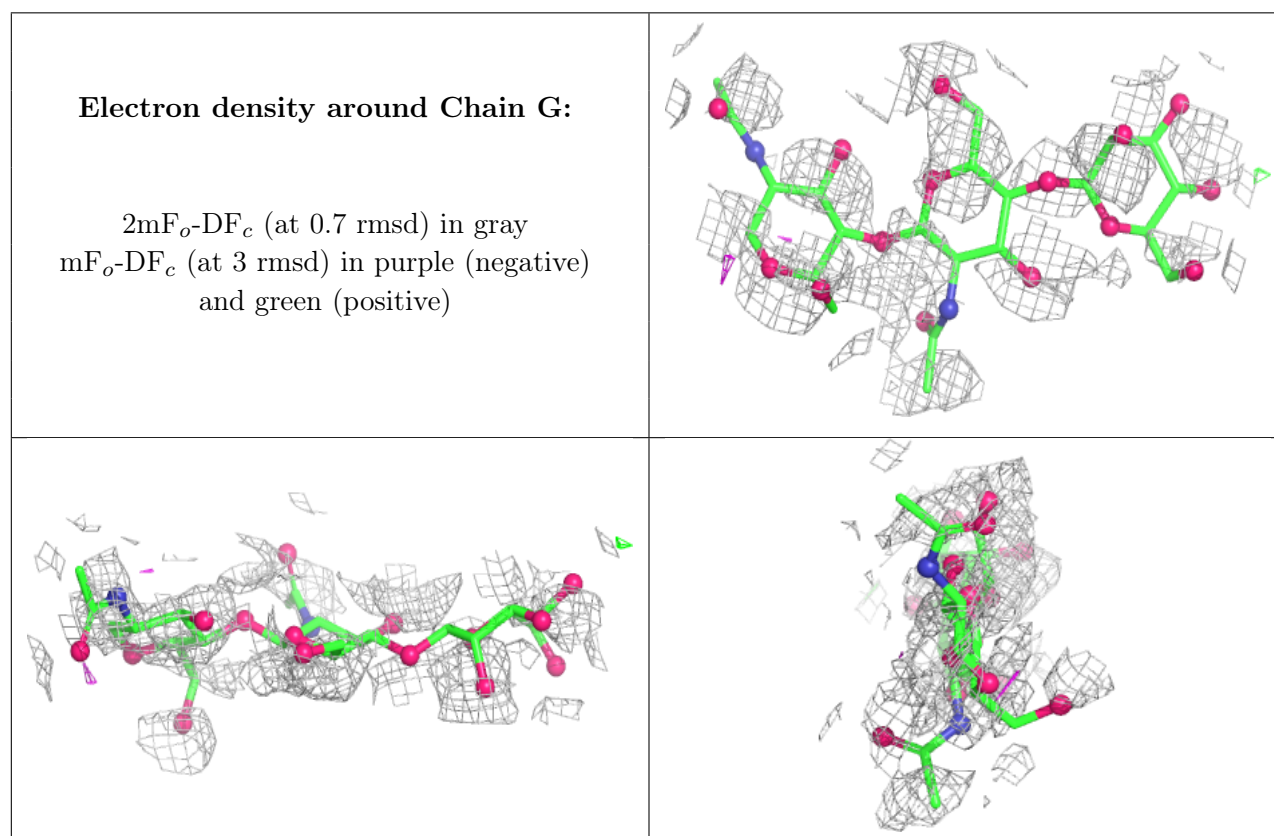 Electron density around Chain G:
2mFo-DFc (at 0.7 rmsd) in gray
mFo-DFc (at 3 rmsd) in purple (negative)
and green (positive)